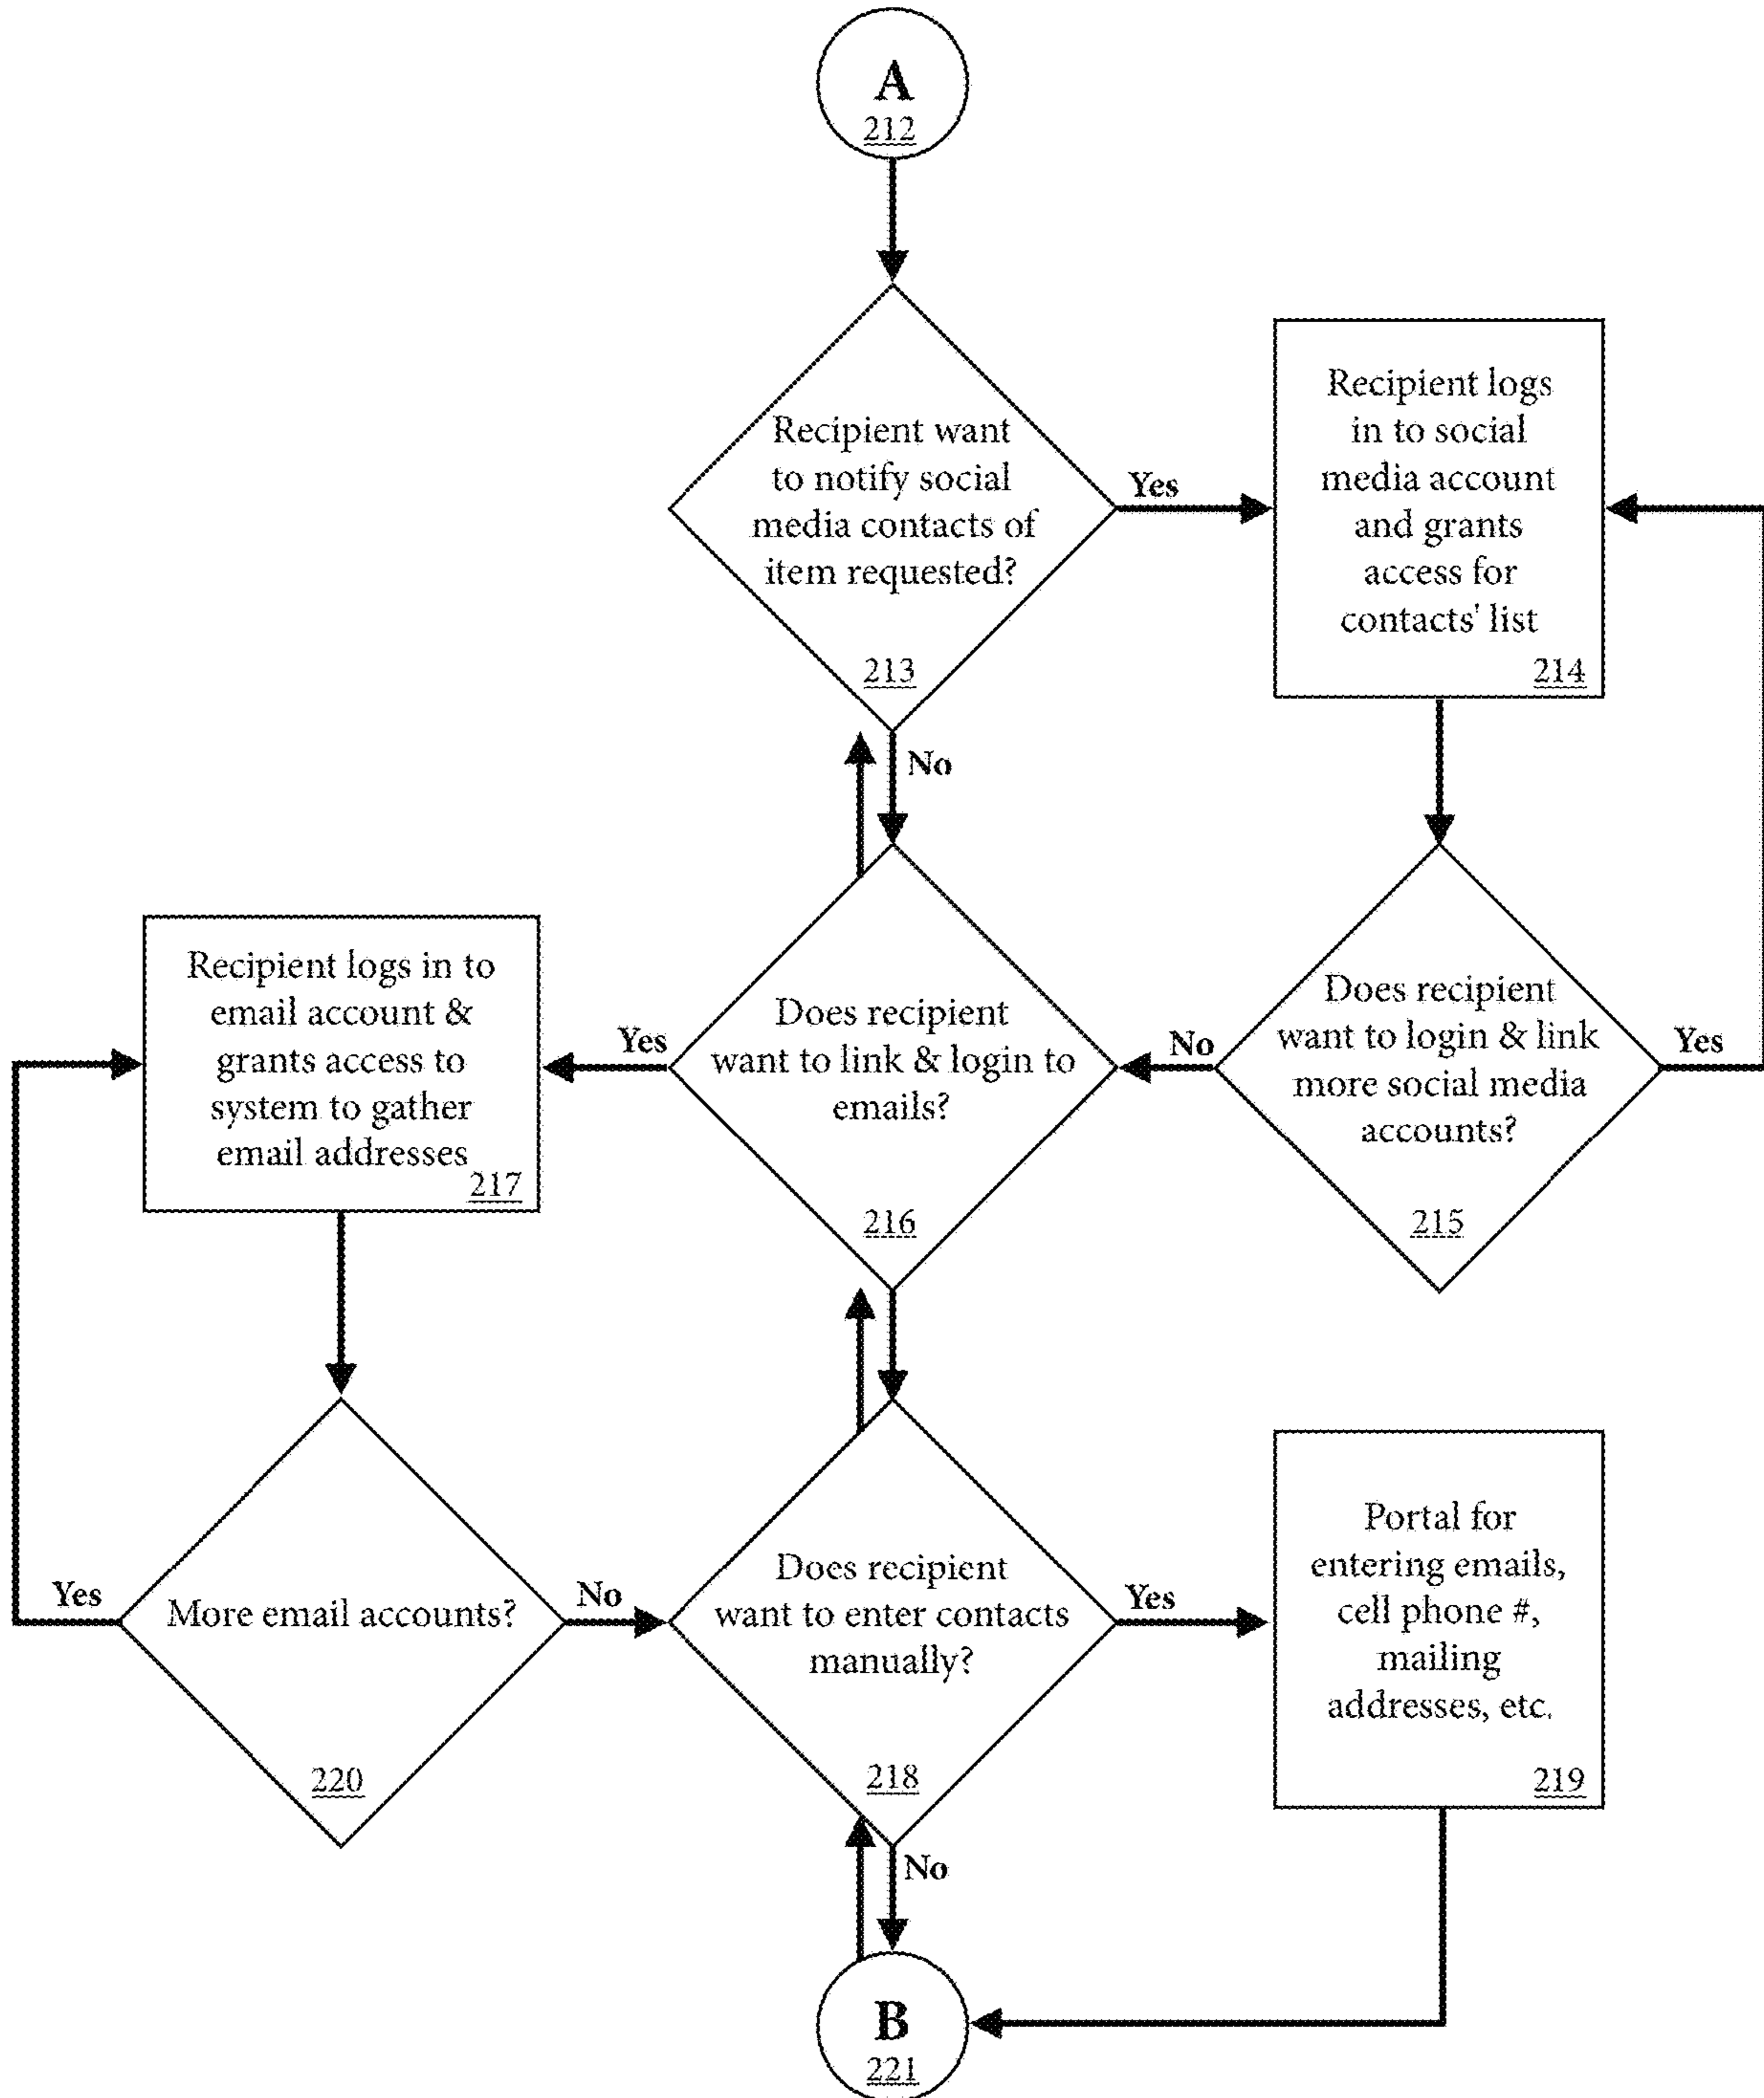 A
212
Recipient want
to notify social
media contacts of
item requested?
213
Yes
No
Recipient logs
in to social
media account
and grants
access for
contacts' list
214
Does recipient
want to login & link
more social media
accounts?
215
Yes
No
Does recipient
want to link & login to
emails?
216
Yes
Recipient logs in to
email account &
grants access to
system to gather
email addresses
217
More email accounts?
220
Yes
No
Does recipient
want to enter contacts
manually?
218
Yes
No
Portal for
entering emails,
cell phone #,
mailing
addresses, etc.
219
B
221